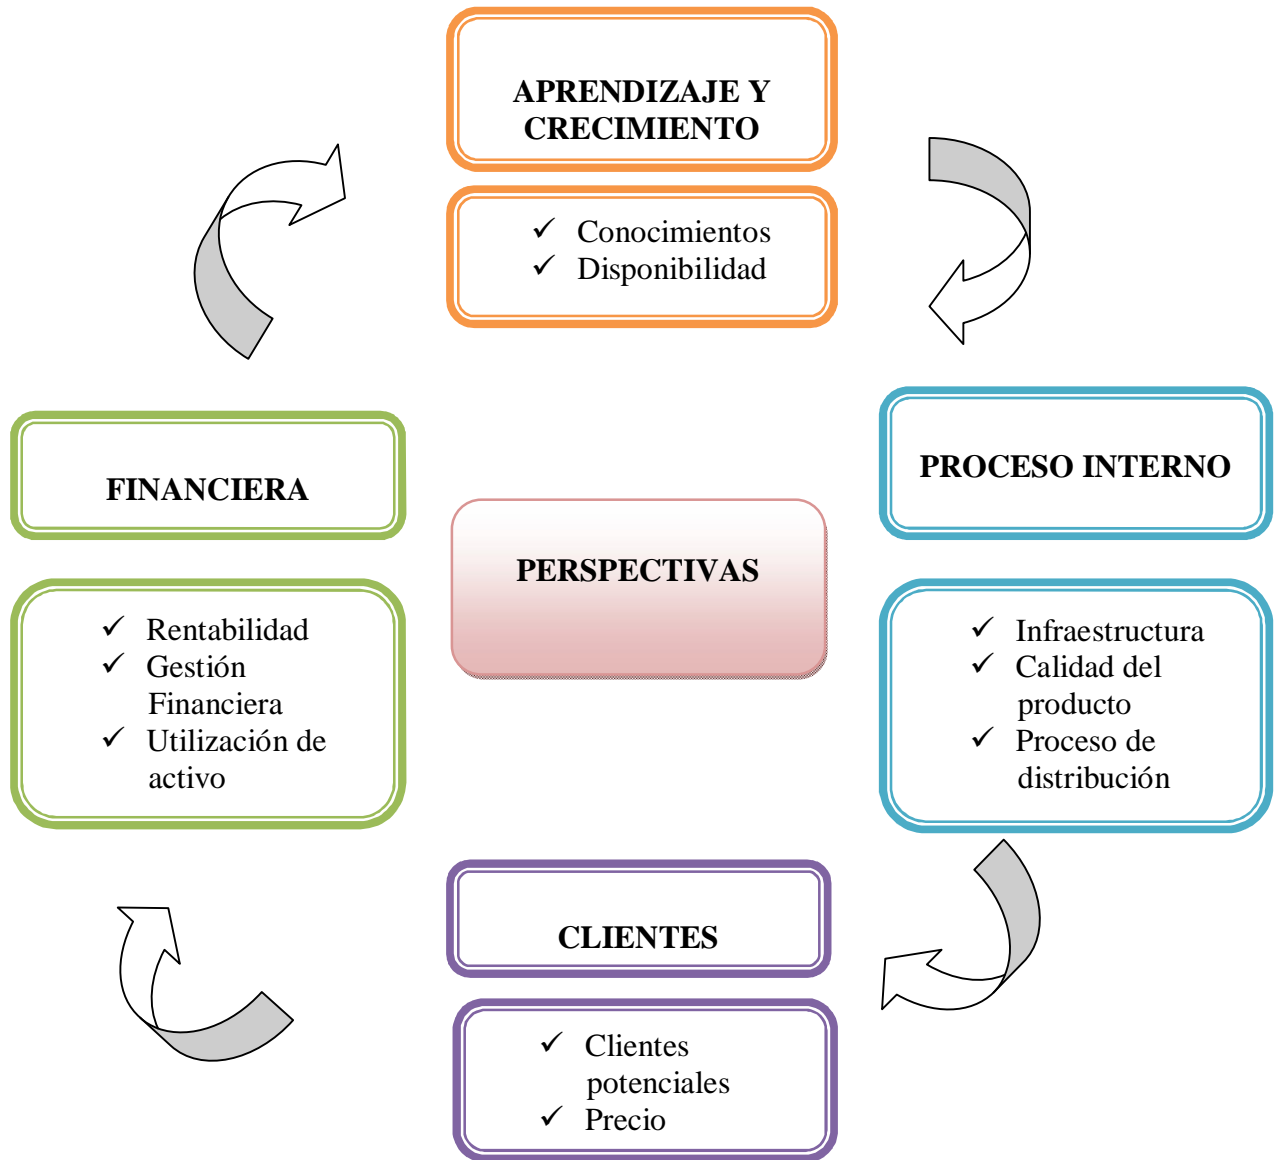 APRENDIZAJE Y
CRECIMIENTO
✓ Conocimientos
✓ Disponibilidad
FINANCIERA
✓ Rentabilidad
✓ Gestión
Financiera
✓ Utilización de
activo
PERSPECTIVAS
PROCESO INTERNO
✓ Infraestructura
✓ Calidad del
producto
✓ Proceso de
distribución
CLIENTES
✓ Clientes
potenciales
✓ Precio